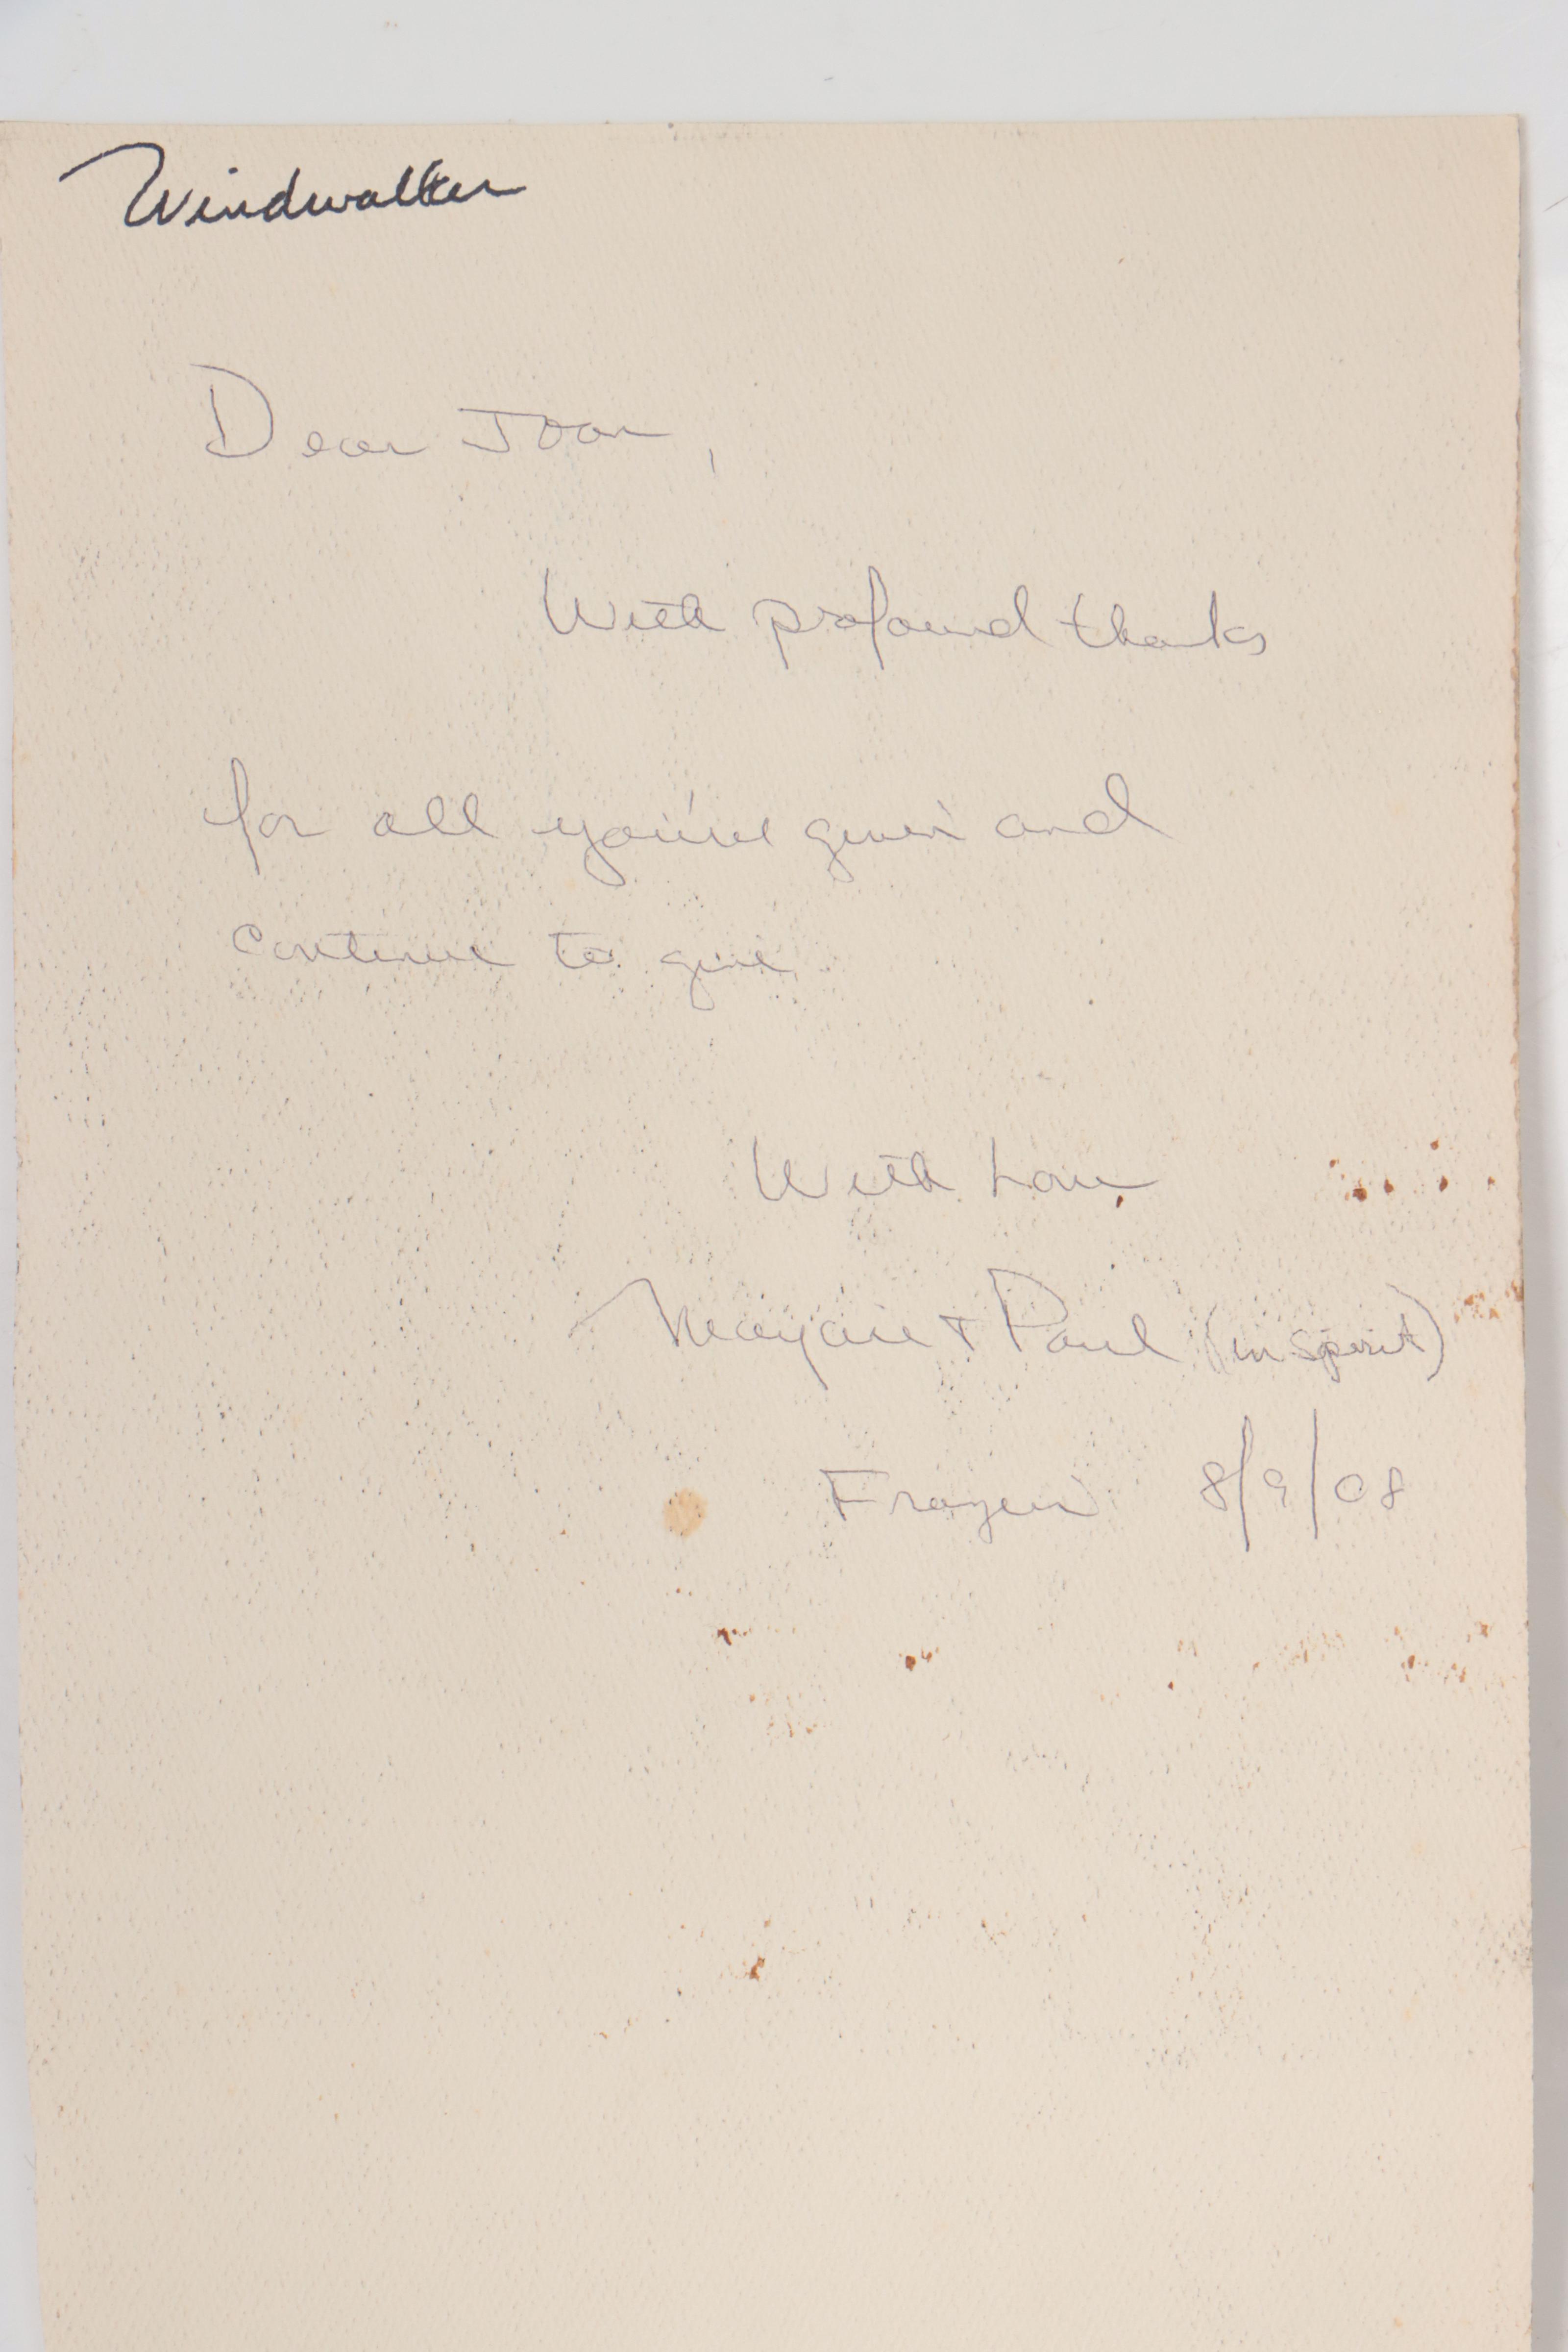 Windwalker
Dear Joan,
With profound thanks
for all you've given and
continue to give
With Love
Marjorie + Paul (in spirit)
Frazer 8/9/08